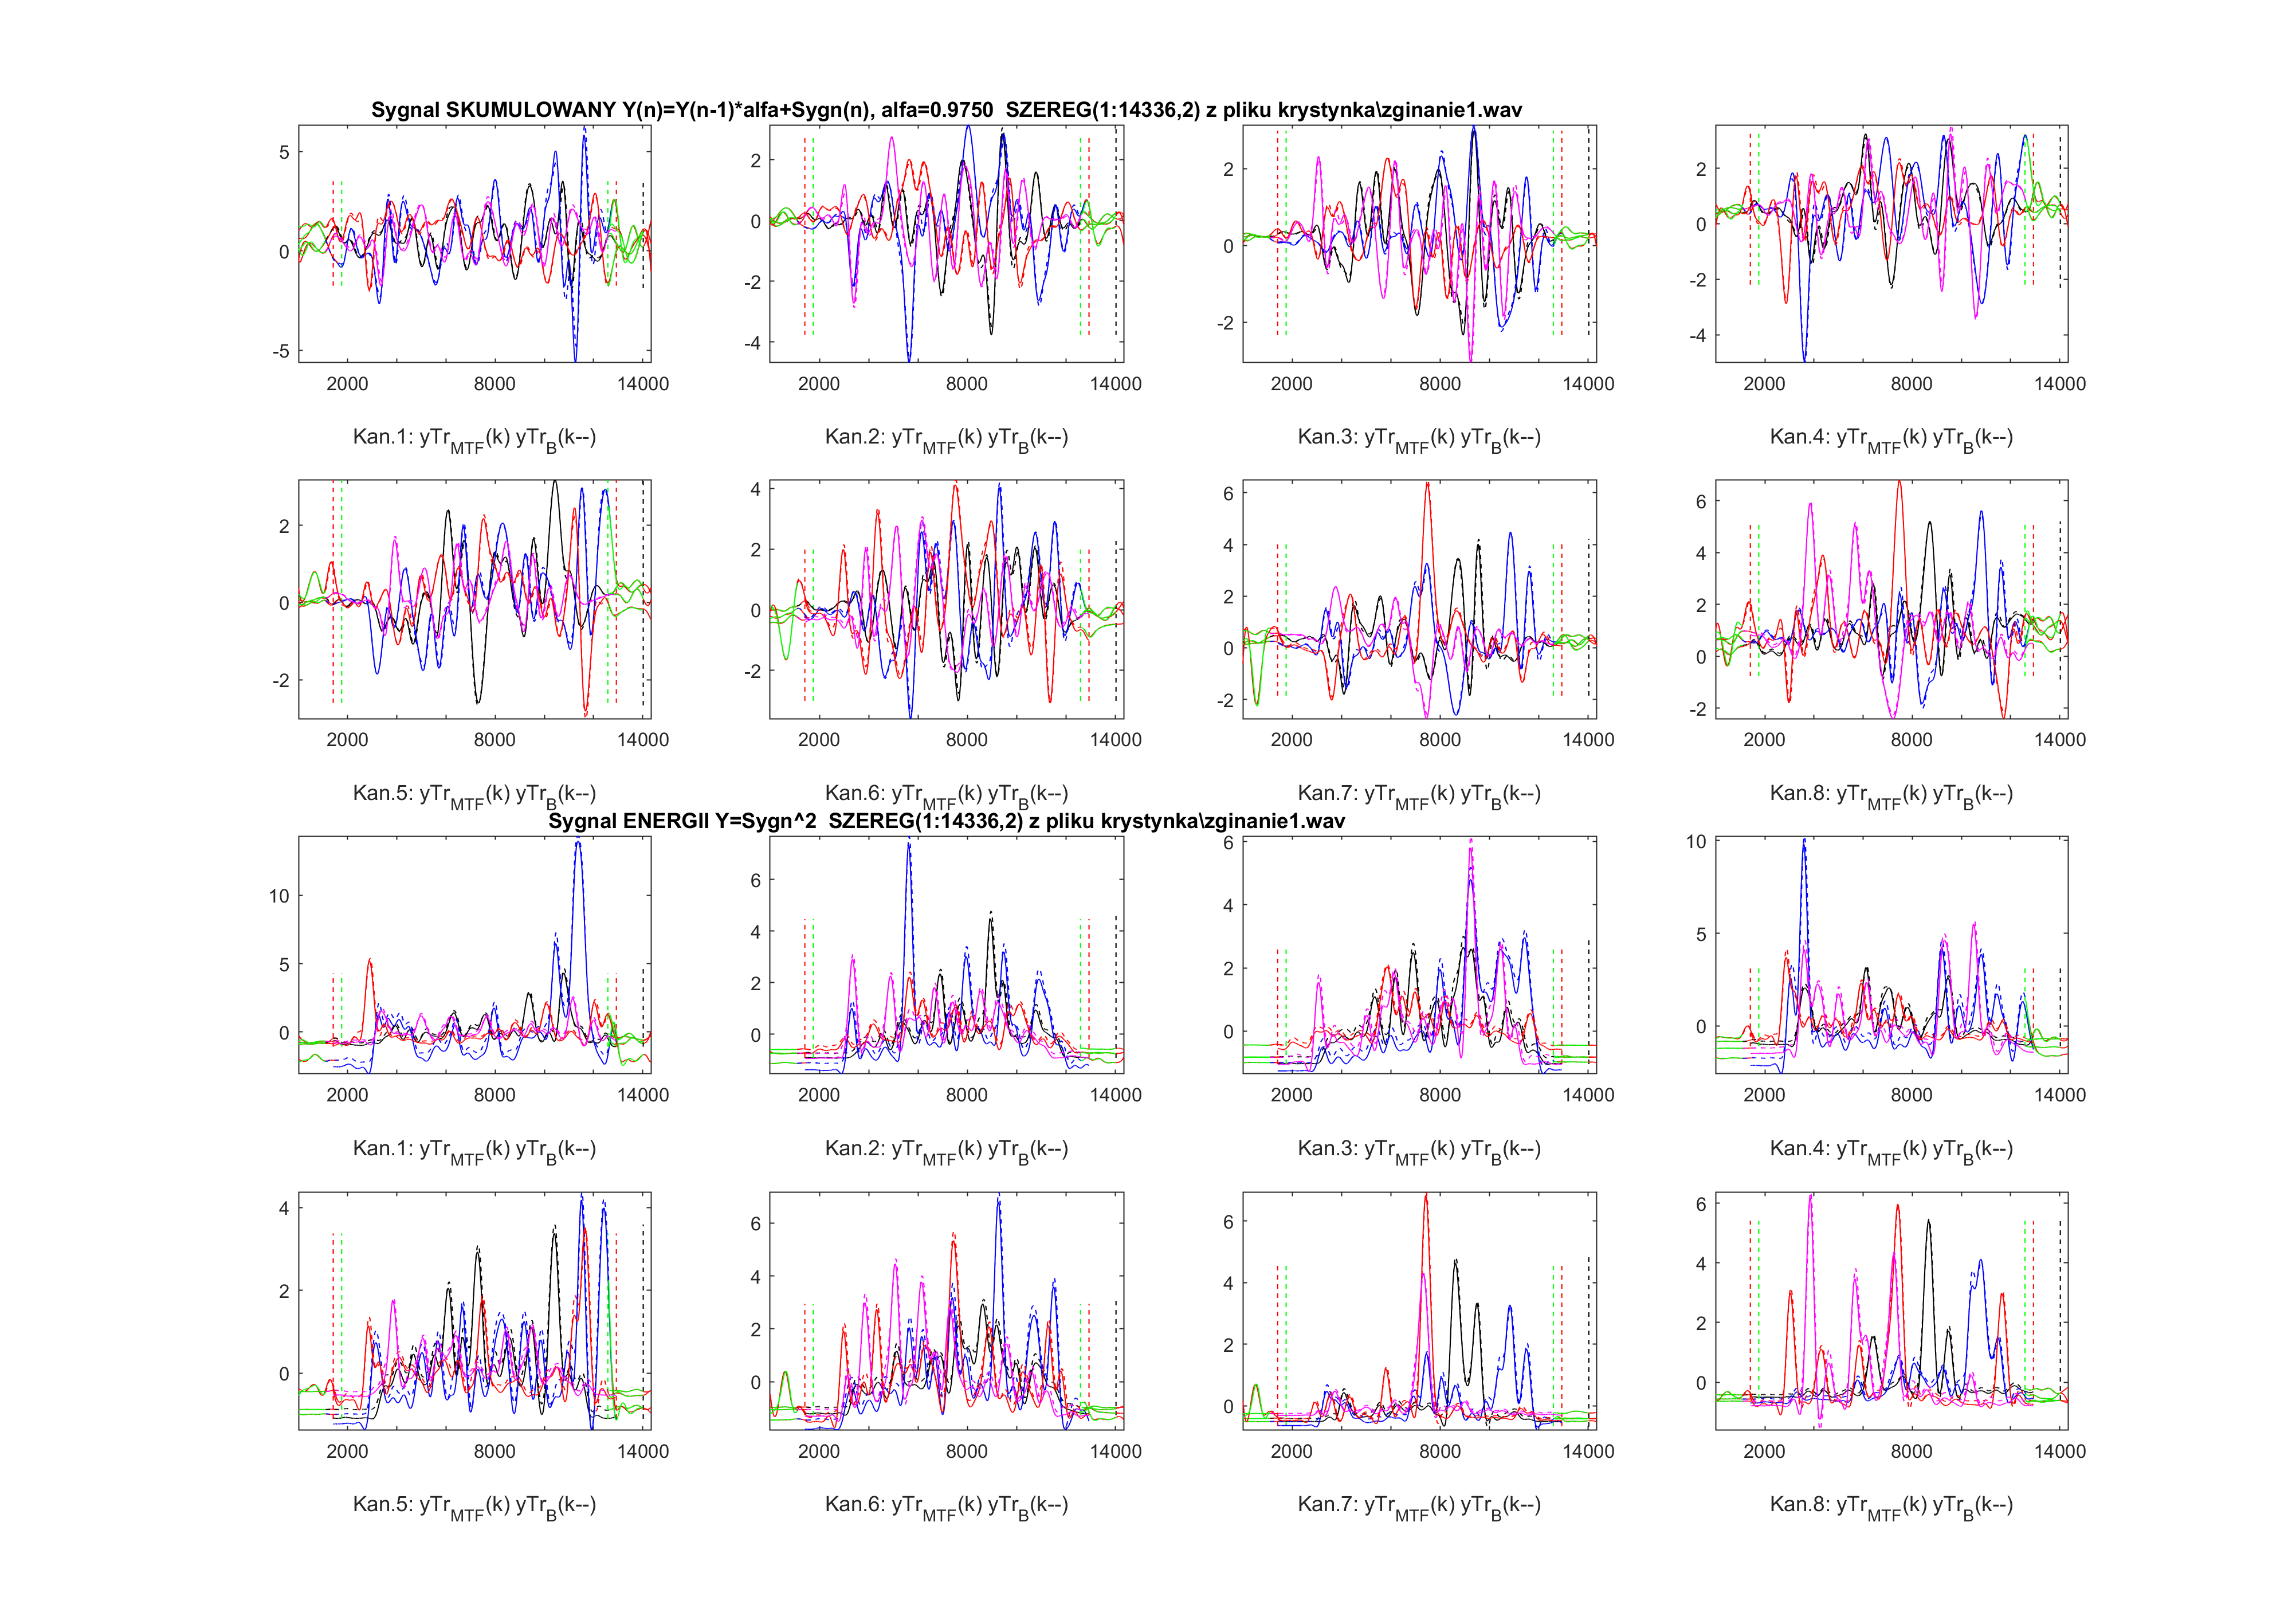 Sygnal SKUMULOWANY Y(n)=Y(n-1)*alfa+Sygn(n), alfa=0.9750  SZEREG(1:14336,2) z pliku krystynka\zginanie1.wav
5
0
-5
2000 8000 14000
Kan.1: yTr_MTF(k) yTr_B(k--)
2
0
-2
-4
2000 8000 14000
Kan.2: yTr_MTF(k) yTr_B(k--)
2
0
-2
2000 8000 14000
Kan.3: yTr_MTF(k) yTr_B(k--)
2
0
-2
-4
2000 8000 14000
Kan.4: yTr_MTF(k) yTr_B(k--)
2
0
-2
2000 8000 14000
Kan.5: yTr_MTF(k) yTr_B(k--)
4
2
0
-2
2000 8000 14000
Kan.6: yTr_MTF(k) yTr_B(k--)
6
4
2
0
-2
2000 8000 14000
Kan.7: yTr_MTF(k) yTr_B(k--)
6
4
2
0
-2
2000 8000 14000
Kan.8: yTr_MTF(k) yTr_B(k--)
Sygnal ENERGII Y=Sygn^2  SZEREG(1:14336,2) z pliku krystynka\zginanie1.wav
10
5
0
2000 8000 14000
Kan.1: yTr_MTF(k) yTr_B(k--)
6
4
2
0
2000 8000 14000
Kan.2: yTr_MTF(k) yTr_B(k--)
6
4
2
0
2000 8000 14000
Kan.3: yTr_MTF(k) yTr_B(k--)
10
5
0
2000 8000 14000
Kan.4: yTr_MTF(k) yTr_B(k--)
4
2
0
2000 8000 14000
Kan.5: yTr_MTF(k) yTr_B(k--)
6
4
2
0
2000 8000 14000
Kan.6: yTr_MTF(k) yTr_B(k--)
6
4
2
0
2000 8000 14000
Kan.7: yTr_MTF(k) yTr_B(k--)
6
4
2
0
2000 8000 14000
Kan.8: yTr_MTF(k) yTr_B(k--)